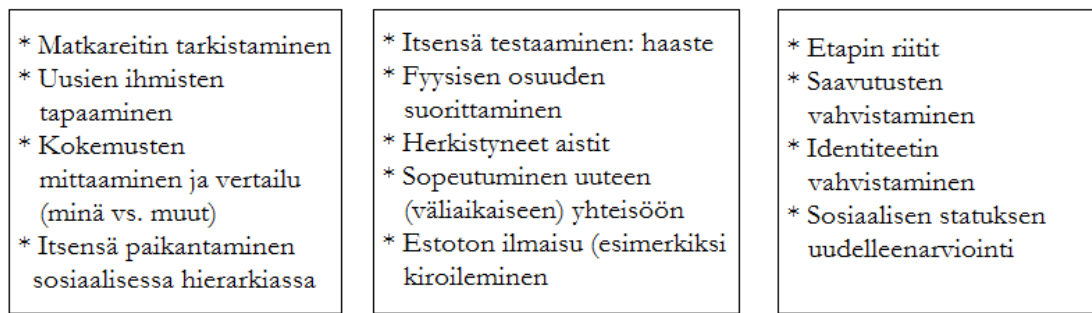 * Matkareitin tarkistaminen
* Uusien ihmisten
tapaaminen
* Kokemusten
mittaaminen ja vertailu
(minä vs. muut)
* Itsensä paikantaminen
sosiaalisessa hierarkiassa
* Itsensä testaaminen: haaste
* Fyysisen osuuden
suorittaminen
* Herkistyneet aistit
* Sopeutuminen uuteen
(väliaikaiseen) yhteisöön
* Estoton ilmaisu (esimerkiksi
kiroileminen
* Etapin riitit
* Saavutusten
vahvistaminen
* Identiteetin
vahvistaminen
* Sosiaalisen statuksen
uudelleenarviointi